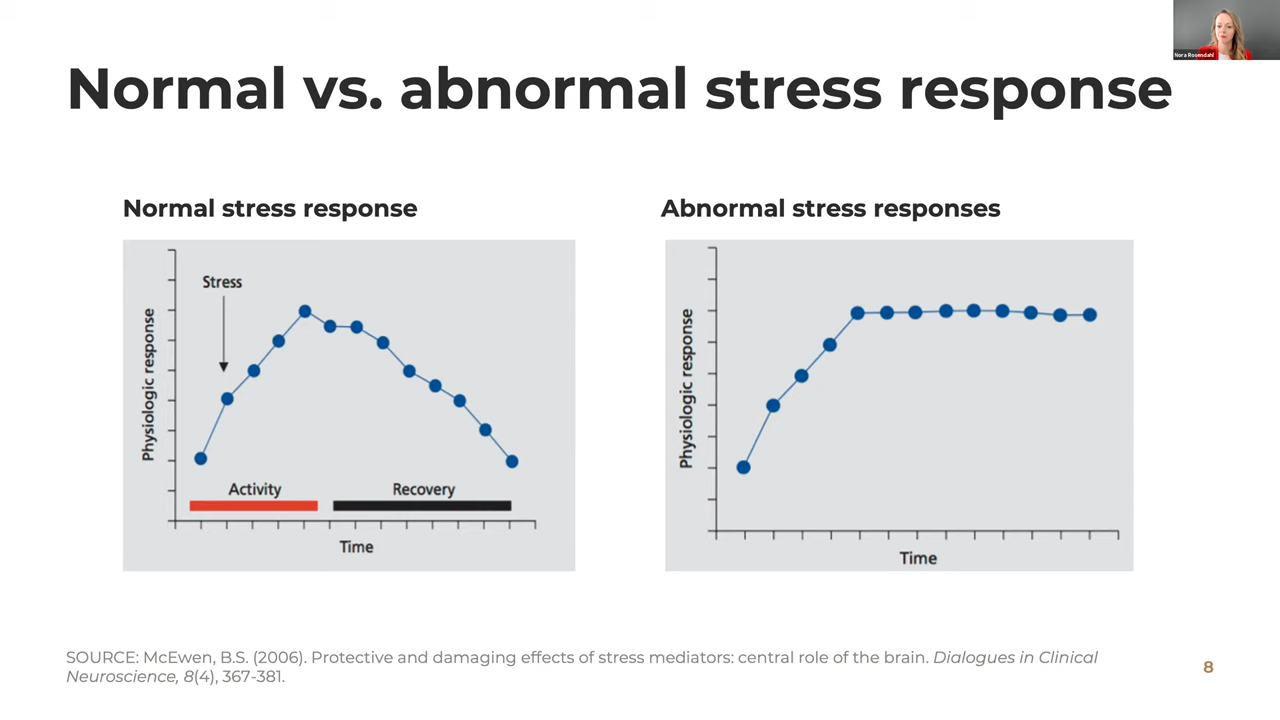 Nora Rosendahl
Normal vs. abnormal stress response
Normal stress response
Stress
Physiologic response
Activity
Recovery
Time
Abnormal stress responses
Physiologic response
Time
SOURCE: McEwen, B.S. (2006). Protective and damaging effects of stress mediators: central role of the brain. Dialogues in Clinical
Neuroscience, 8(4), 367-381.
8